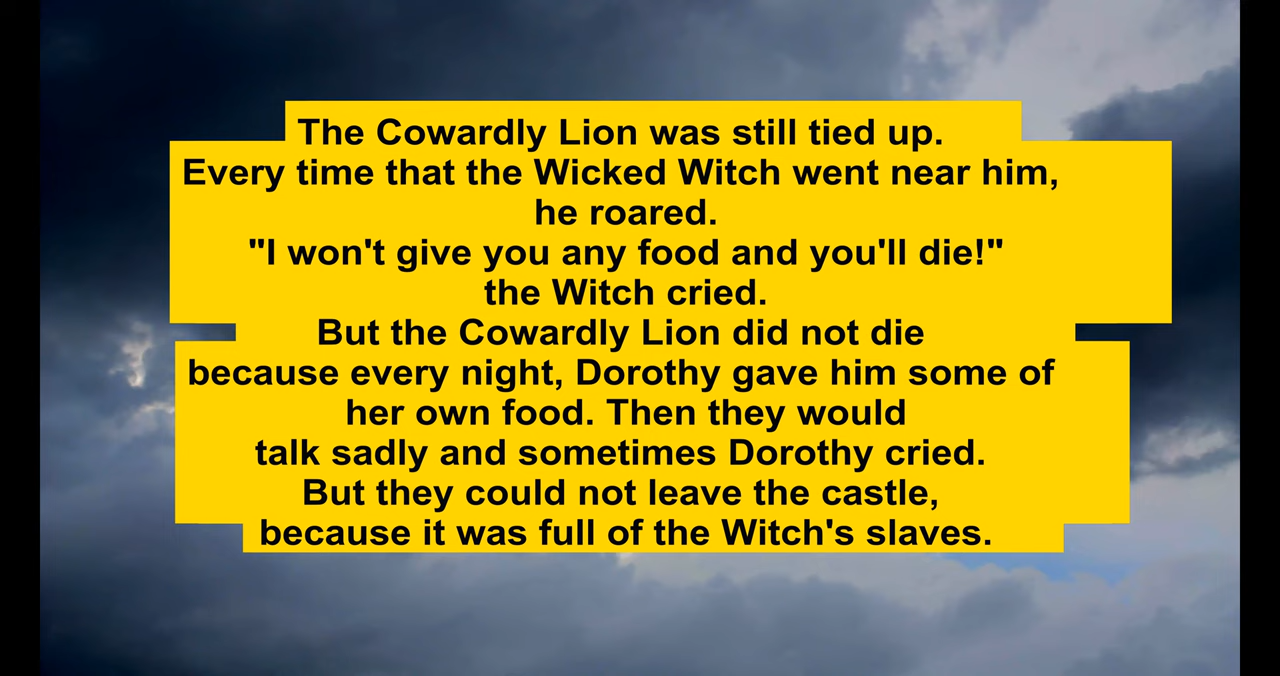 The Cowardly Lion was still tied up.
Every time that the Wicked Witch went near him,
he roared.
"I won't give you any food and you'll die!"
the Witch cried.
But the Cowardly Lion did not die
because every night, Dorothy gave him some of
her own food. Then they would
talk sadly and sometimes Dorothy cried.
But they could not leave the castle,
because it was full of the Witch's slaves.